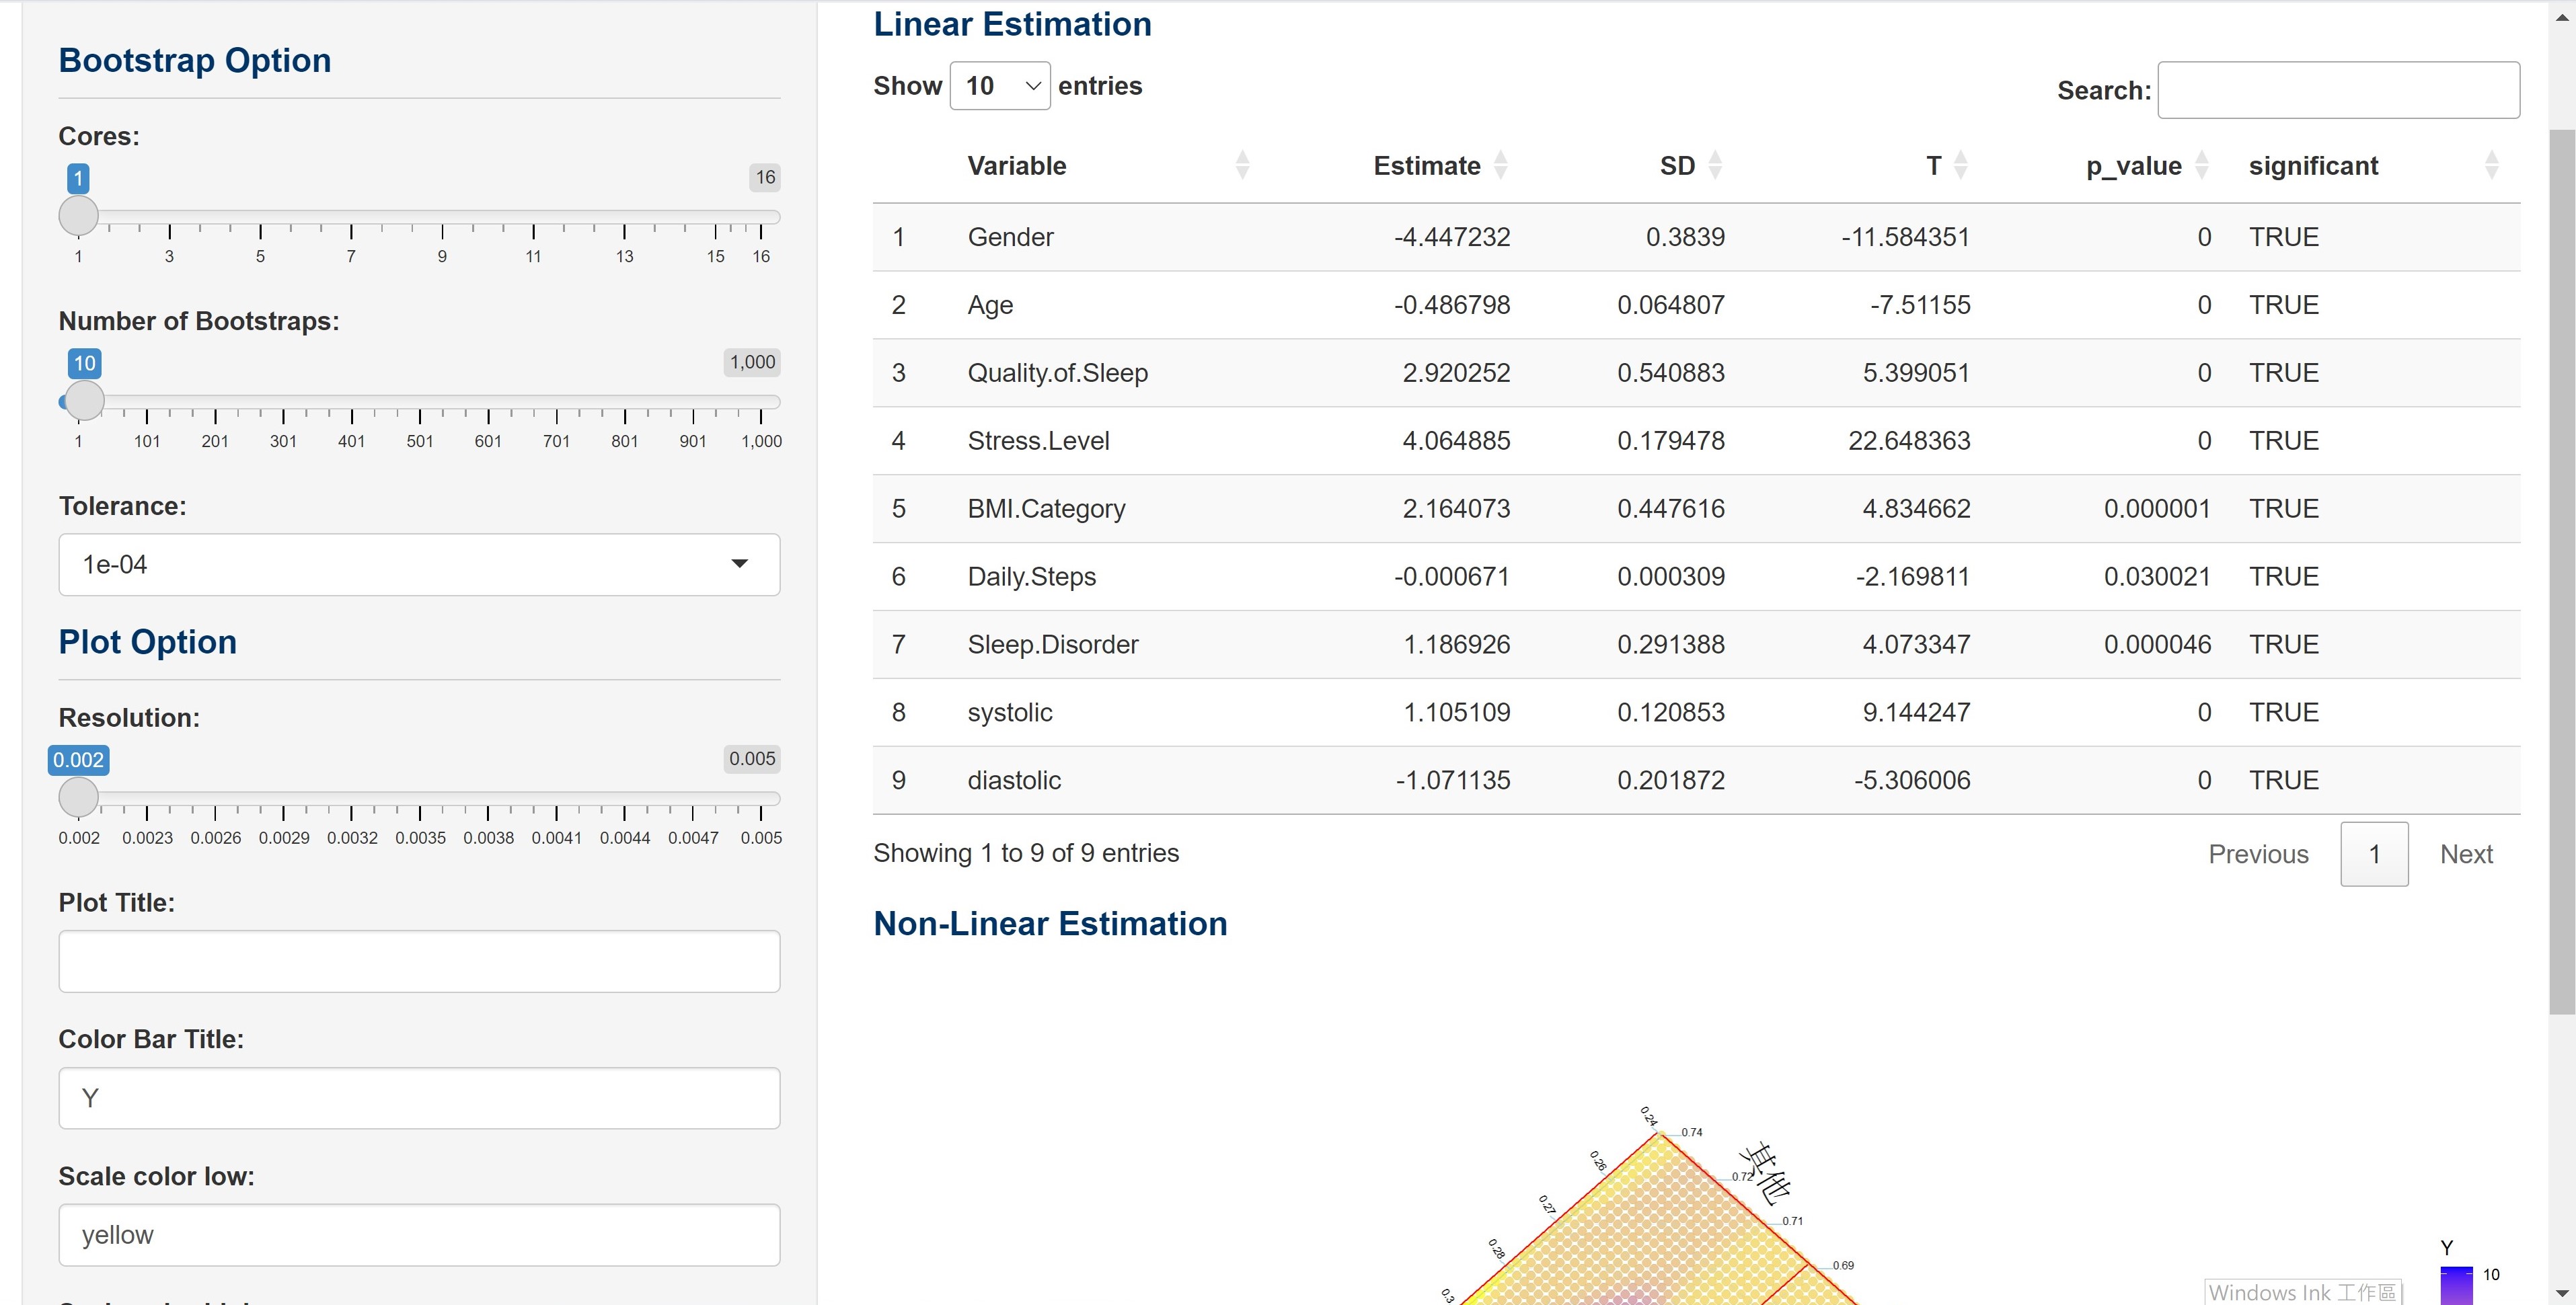 Bootstrap Option
Cores:
1 16
1 3 5 7 9 11 13 15 16
Number of Bootstraps:
10 1,000
1 101 201 301 401 501 601 701 801 901 1,000
Tolerance:
1e-04
Plot Option
Resolution:
0.002 0.005
0.002 0.0023 0.0026 0.0029 0.0032 0.0035 0.0038 0.0041 0.0044 0.0047 0.005
Plot Title:
Color Bar Title:
Y
Scale color low:
yellow
Linear Estimation
Show 10 entries
Search:
Variable Estimate SD T p_value significant
1 Gender -4.447232 0.3839 -11.584351 0 TRUE
2 Age -0.486798 0.064807 -7.51155 0 TRUE
3 Quality.of.Sleep 2.920252 0.540883 5.399051 0 TRUE
4 Stress.Level 4.064885 0.179478 22.648363 0 TRUE
5 BMI.Category 2.164073 0.447616 4.834662 0.000001 TRUE
6 Daily.Steps -0.000671 0.000309 -2.169811 0.030021 TRUE
7 Sleep.Disorder 1.186926 0.291388 4.073347 0.000046 TRUE
8 systolic 1.105109 0.120853 9.144247 0 TRUE
9 diastolic -1.071135 0.201872 -5.306006 0 TRUE
Showing 1 to 9 of 9 entries
Previous 1 Next
Non-Linear Estimation
0.24
0.74
0.26
其他
0.72
0.27
0.71
0.28
0.69
0.3
Y
10
Windows Ink 工作區